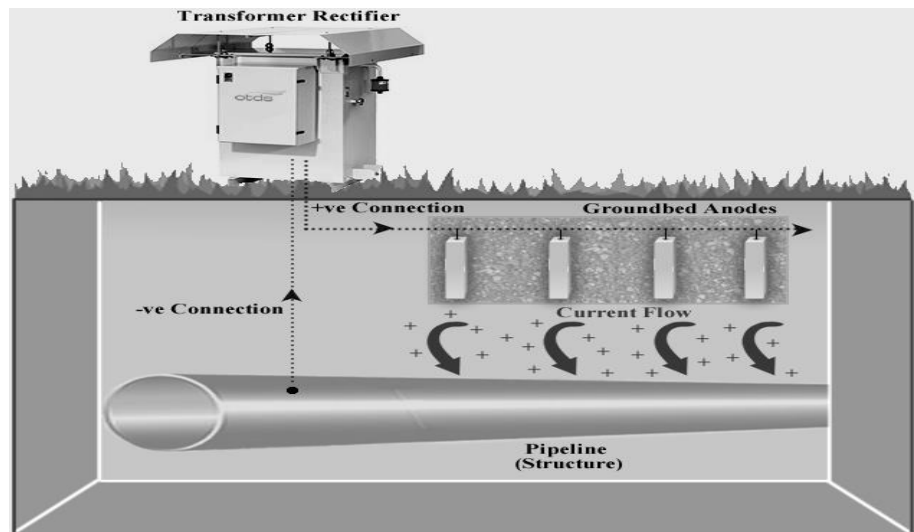 Transformer Rectifier
otds
+ve Connection
Groundbed Anodes
-ve Connection
Current Flow
Pipeline
(Structure)